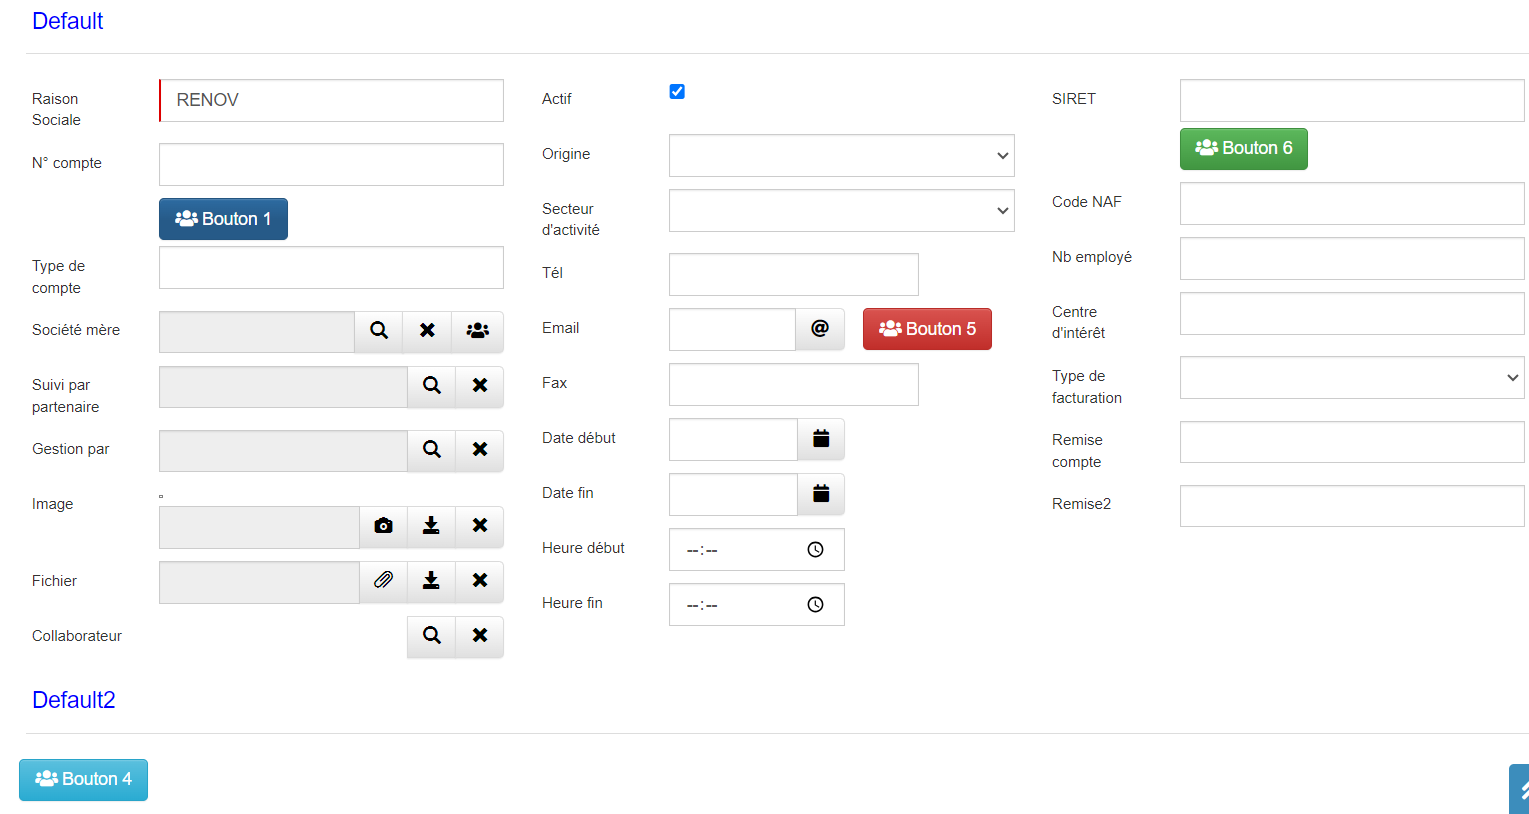 Default
Raison
Sociale
RENOV
N° compte
Bouton 1
Type de
compte
Société mère
Suivi par
partenaire
Gestion par
Image
Fichier
Collaborateur
Actif
Origine
Secteur
d'activité
Tél
Email
@
Bouton 5
Fax
Date début
Date fin
Heure début
--:--
Heure fin
--:--
SIRET
Bouton 6
Code NAF
Nb employé
Centre
d'intérêt
Type de
facturation
Remise
compte
Remise2
Default2
Bouton 4